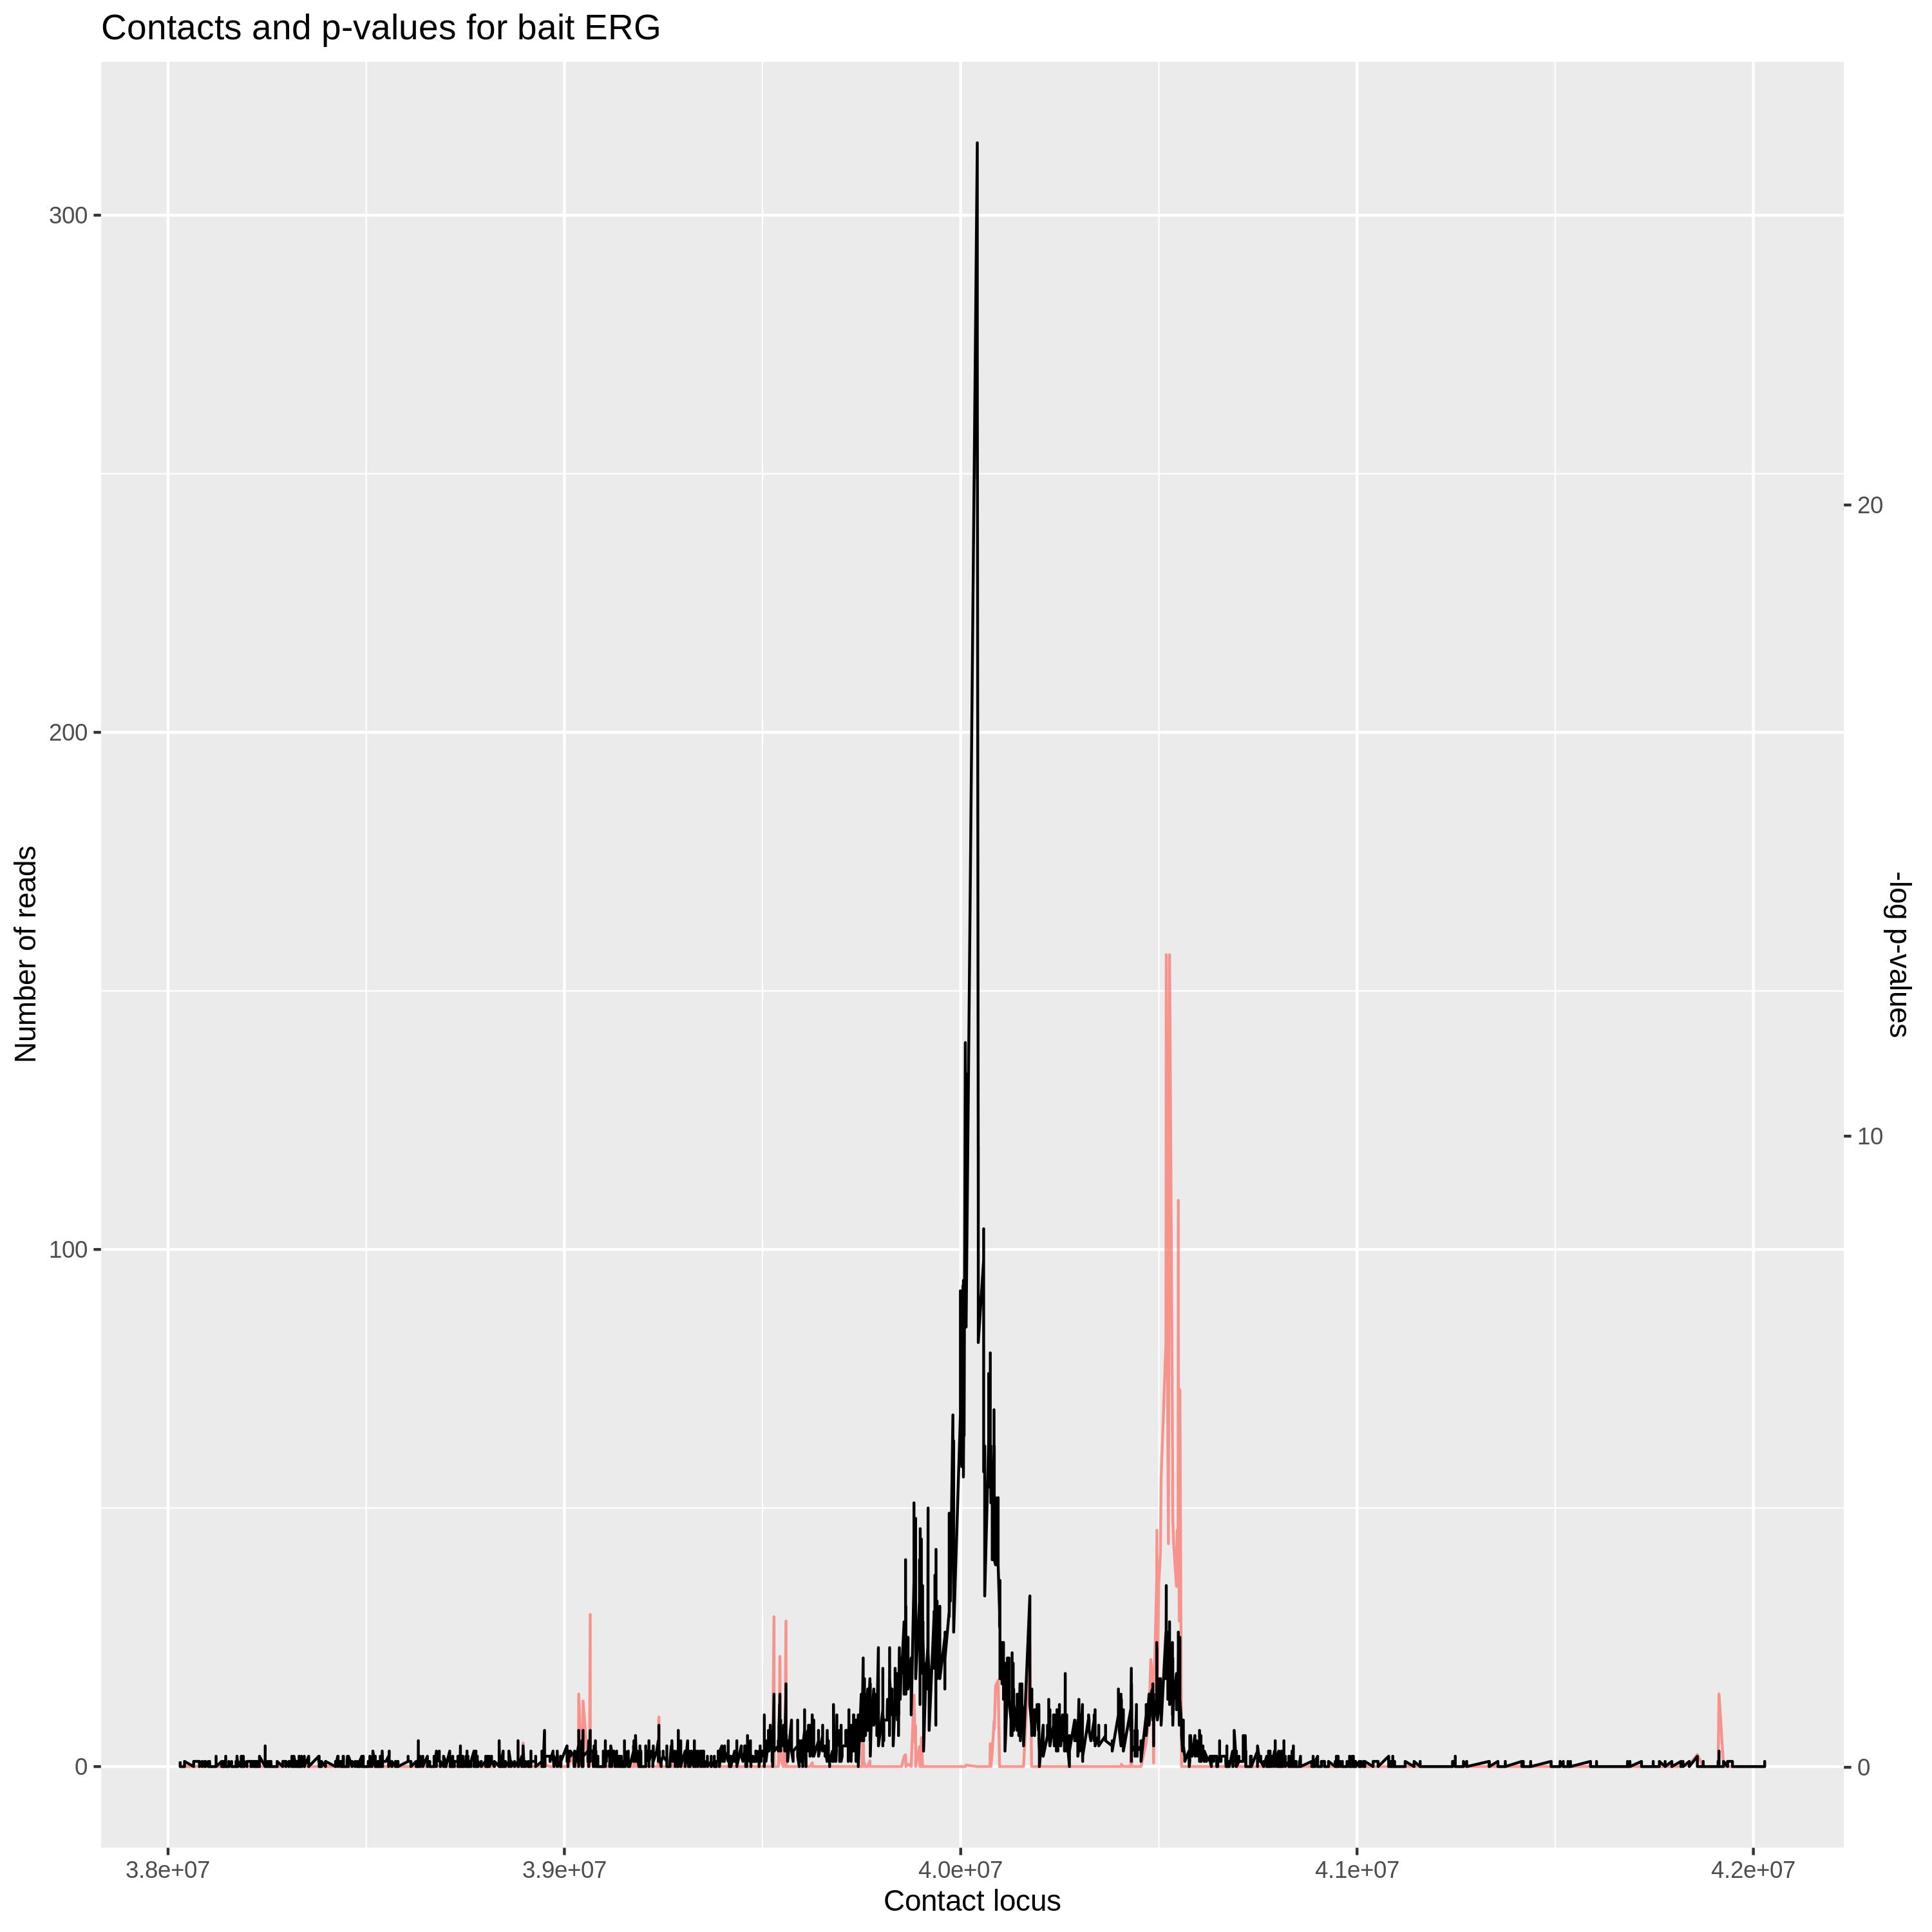 Contacts and p-values for bait ERG
Number of reads
300
200
100
0
20
10
0
-log p-values
3.8e+07 3.9e+07 4.0e+07 4.1e+07 4.2e+07
Contact locus